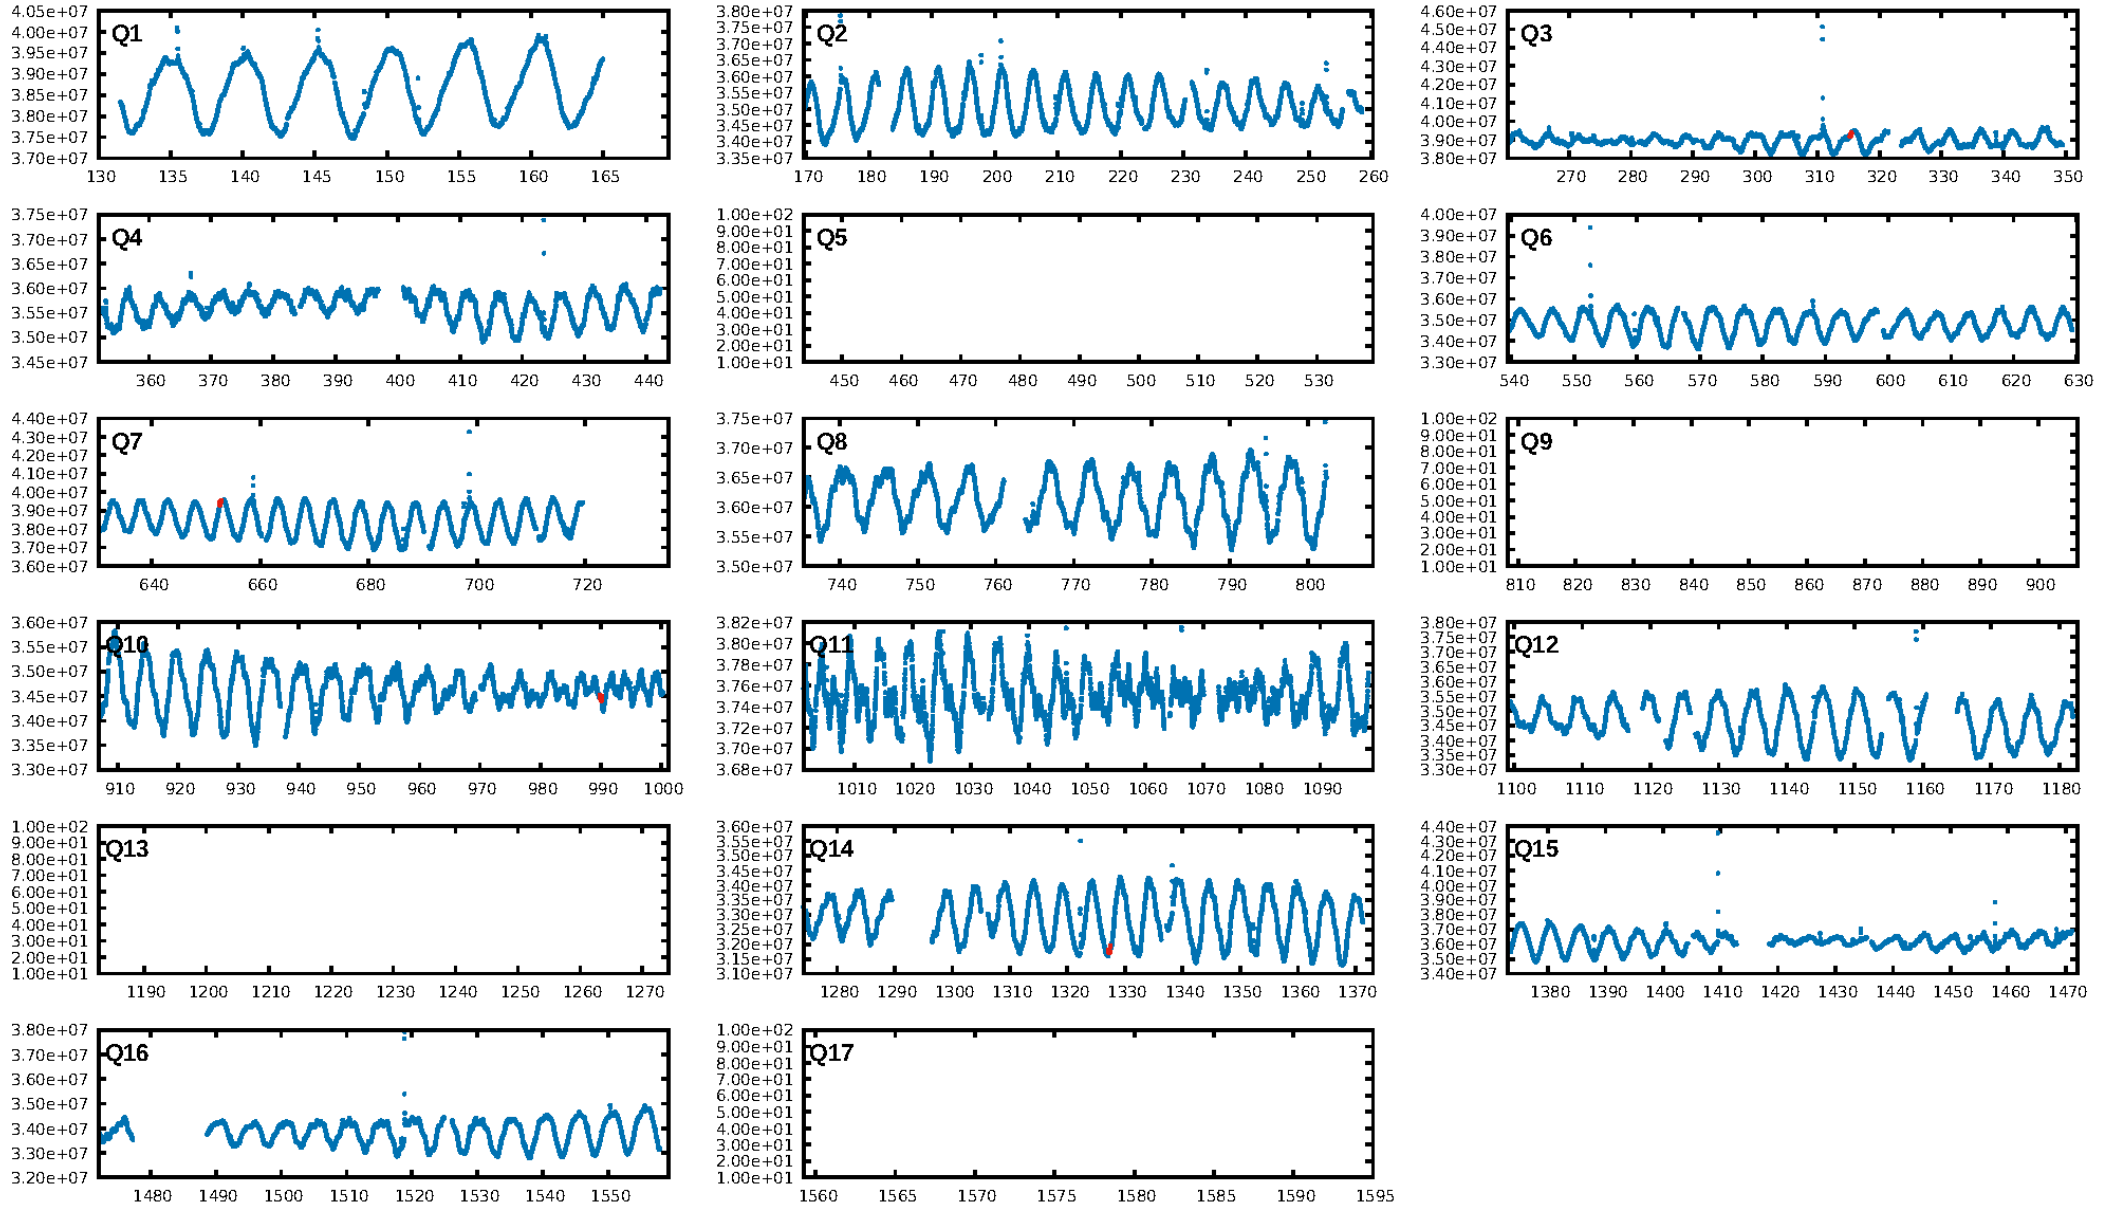 4.05e+07
4.00e+07
3.95e+07
3.90e+07
3.85e+07
3.80e+07
3.75e+07
3.70e+07
Q1
130 135 140 145 150 155 160 165
3.80e+07
3.75e+07
3.70e+07
3.65e+07
3.60e+07
3.55e+07
3.50e+07
3.45e+07
3.40e+07
3.35e+07
Q2
170 180 190 200 210 220 230 240 250 260
4.60e+07
4.50e+07
4.40e+07
4.30e+07
4.20e+07
4.10e+07
4.00e+07
3.90e+07
3.80e+07
Q3
270 280 290 300 310 320 330 340 350
3.75e+07
3.70e+07
3.65e+07
3.60e+07
3.55e+07
3.50e+07
3.45e+07
Q4
360 370 380 390 400 410 420 430 440
1.00e+02
9.00e+01
8.00e+01
7.00e+01
6.00e+01
5.00e+01
4.00e+01
3.00e+01
2.00e+01
1.00e+01
Q5
450 460 470 480 490 500 510 520 530
4.00e+07
3.90e+07
3.80e+07
3.70e+07
3.60e+07
3.50e+07
3.40e+07
3.30e+07
Q6
540 550 560 570 580 590 600 610 620 630
4.40e+07
4.30e+07
4.20e+07
4.10e+07
4.00e+07
3.90e+07
3.80e+07
3.70e+07
3.60e+07
Q7
640 660 680 700 720
3.75e+07
3.70e+07
3.65e+07
3.60e+07
3.55e+07
3.50e+07
Q8
740 750 760 770 780 790 800
1.00e+02
9.00e+01
8.00e+01
7.00e+01
6.00e+01
5.00e+01
4.00e+01
3.00e+01
2.00e+01
1.00e+01
Q9
810 820 830 840 850 860 870 880 890 900
3.60e+07
3.55e+07
3.50e+07
3.45e+07
3.40e+07
3.35e+07
3.30e+07
Q10
910 920 930 940 950 960 970 980 990 1000
3.82e+07
3.80e+07
3.78e+07
3.76e+07
3.74e+07
3.72e+07
3.70e+07
3.68e+07
Q11
1010 1020 1030 1040 1050 1060 1070 1080 1090
3.80e+07
3.75e+07
3.70e+07
3.65e+07
3.60e+07
3.55e+07
3.50e+07
3.45e+07
3.40e+07
3.35e+07
3.30e+07
Q12
1100 1110 1120 1130 1140 1150 1160 1170 1180
1.00e+02
9.00e+01
8.00e+01
7.00e+01
6.00e+01
5.00e+01
4.00e+01
3.00e+01
2.00e+01
1.00e+01
Q13
1190 1200 1210 1220 1230 1240 1250 1260 1270
3.60e+07
3.55e+07
3.50e+07
3.45e+07
3.40e+07
3.35e+07
3.30e+07
3.25e+07
3.20e+07
3.15e+07
3.10e+07
Q14
1280 1290 1300 1310 1320 1330 1340 1350 1360 1370
4.40e+07
4.30e+07
4.20e+07
4.10e+07
4.00e+07
3.90e+07
3.80e+07
3.70e+07
3.60e+07
3.50e+07
3.40e+07
Q15
1380 1390 1400 1410 1420 1430 1440 1450 1460 1470
3.80e+07
3.70e+07
3.60e+07
3.50e+07
3.40e+07
3.30e+07
3.20e+07
Q16
1480 1490 1500 1510 1520 1530 1540 1550
1.00e+02
9.00e+01
8.00e+01
7.00e+01
6.00e+01
5.00e+01
4.00e+01
3.00e+01
2.00e+01
1.00e+01
Q17
1560 1565 1570 1575 1580 1585 1590 1595